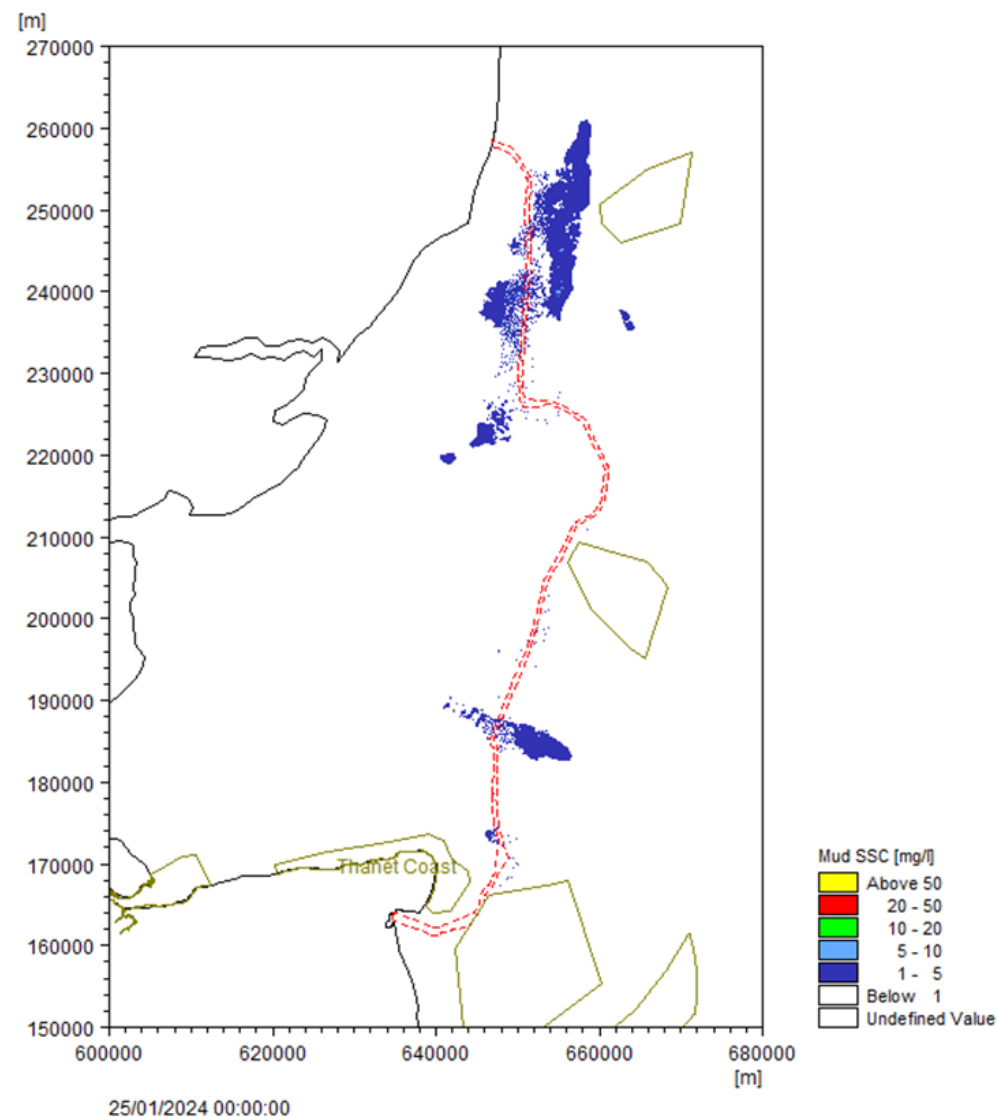 [m]
270000
260000
250000
240000
230000
220000
210000
200000
190000
180000
170000
160000
150000
Thanet Coast
600000 620000 640000 660000 680000
[m]
25/01/2024 00:00:00
Mud SSC [mg/l]
Above 50
20 - 50
10 - 20
5 - 10
1 - 5
Below 1
Undefined Value